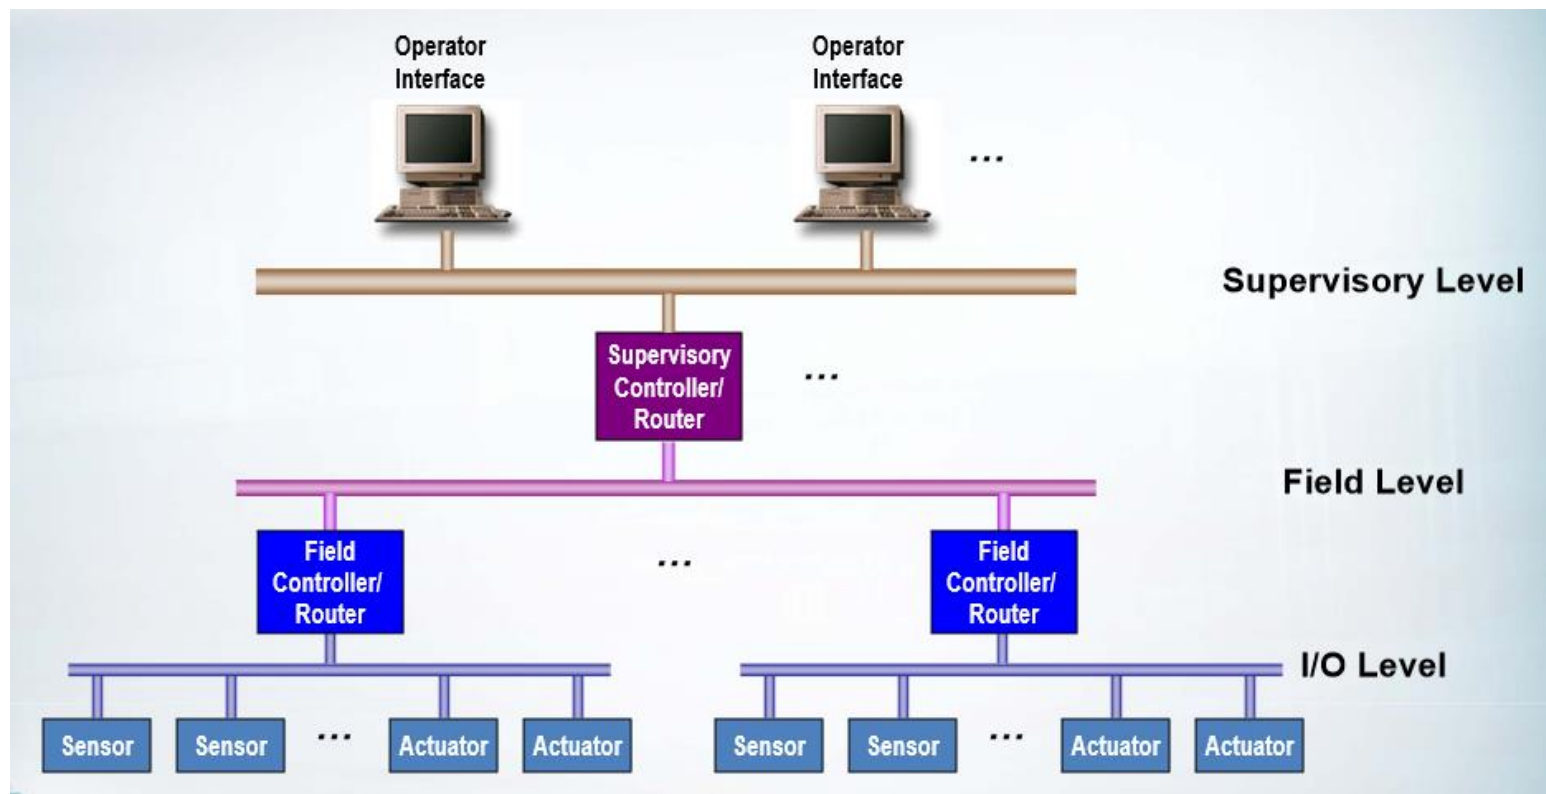 Operator
Interface
Operator
Interface
...
Supervisory Level
Supervisory
Controller/
Router
...
Field Level
Field
Controller/
Router
...
Field
Controller/
Router
I/O Level
Sensor
Sensor
...
Actuator
Actuator
Sensor
Sensor
...
Actuator
Actuator